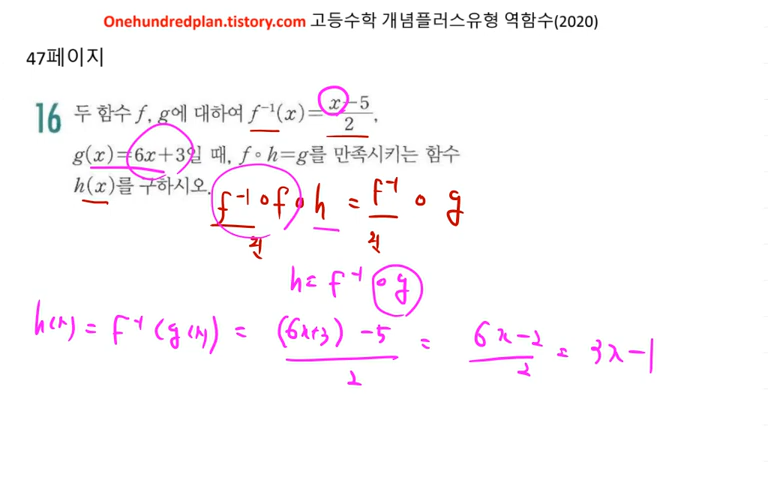 Onehundredplan.tistory.com 고등수학 개념플러스유형 역함수(2020)
47페이지
16 두 함수 f, g에 대하여 f⁻¹(x)=(x-5)/2,
g(x)=6x+3일 때, f∘h=g를 만족시키는 함수
h(x)를 구하시오.
f⁻¹∘f∘h = f⁻¹∘g
h = f⁻¹∘g
h(x) = f⁻¹(g(x)) = ((6x+3)-5)/2 = (6x-2)/2 = 3x-1